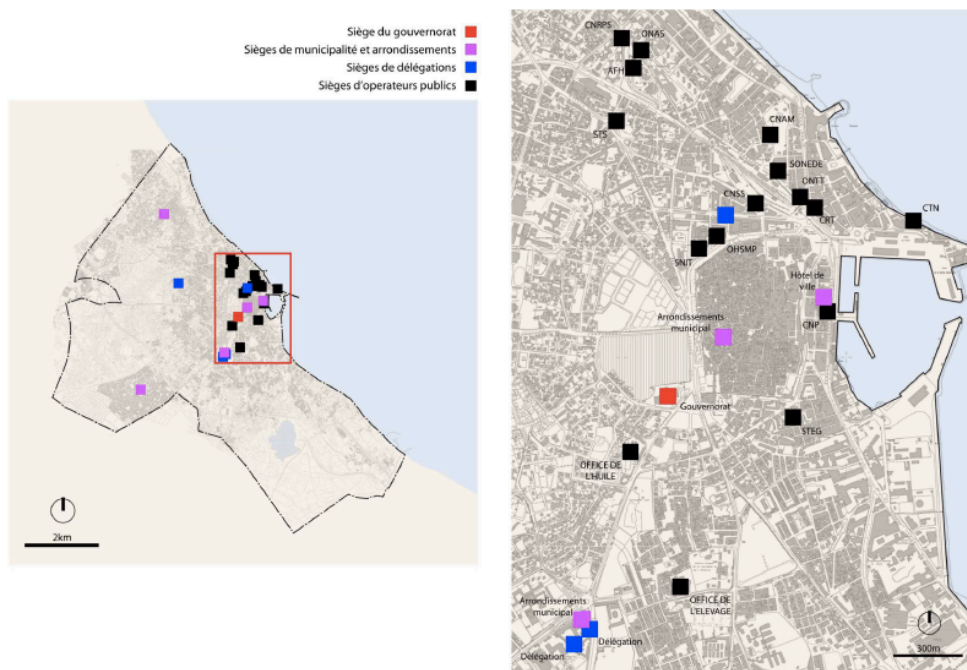 Siège du gouvernorat
Sièges de municipalité et arrondissements
Sièges de délégations
Sièges d'operateurs publics
2km
CNRPS
ONAS
AFH
STS
CNAM
SONEDE
ONTT
CNSS
CRT
CTN
OHSMP
SNIT
Hôtel de
ville
CNP
Arrondissements
municipal
Gouvernorat
STEG
OFFICE DE
L'HUILE
OFFICE DE
L'ELEVAGE
Arrondissements
municipal
Délégation
Délégation
300m